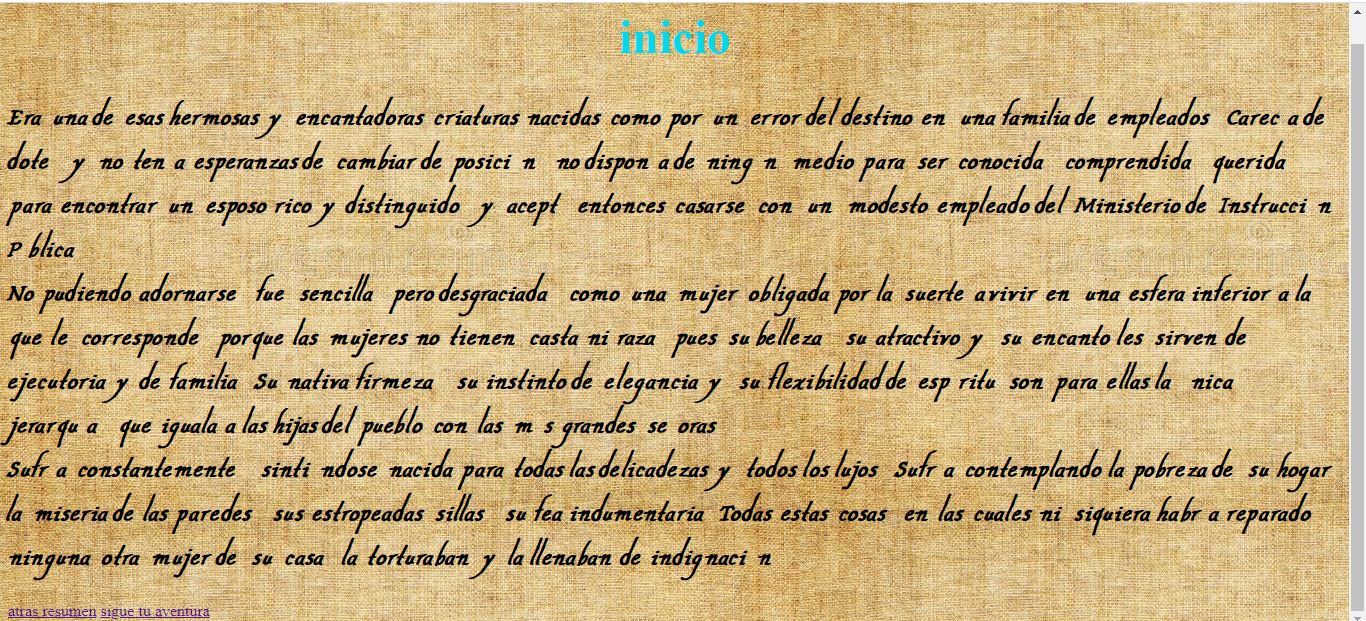 inicio
Era una de esas hermosas y encantadoras criaturas nacidas como por un error del destino en una familia de empleados Carec a de
dote y no ten a esperanzas de cambiar de posici n no dispon a de ning n medio para ser conocida comprendida querida
para encontrar un esposo rico y distinguido y acept entonces casarse con un modesto empleado del Ministerio de Instrucci n
P blica
No pudiendo adornarse fue sencilla pero desgraciada como una mujer obligada por la suerte a vivir en una esfera inferior a la
que le corresponde porque las mujeres no tienen casta ni raza pues su belleza su atractivo y su encanto les sirven de
ejecutoria y de familia Su nativa firmeza su instinto de elegancia y su flexibilidad de esp ritu son para ellas la nica
jerarqu a que iguala a las hijas del pueblo con las m s grandes se oras
Sufr a constantemente sinti ndose nacida para todas las delicadezas y todos los lujos Sufr a contemplando la pobreza de su hogar
la miseria de las paredes sus estropeadas sillas su fea indumentaria Todas estas cosas en las cuales ni siquiera habr a reparado
ninguna otra mujer de su casa la torturaban y la llenaban de indignaci n
atras resumen sigue tu aventura